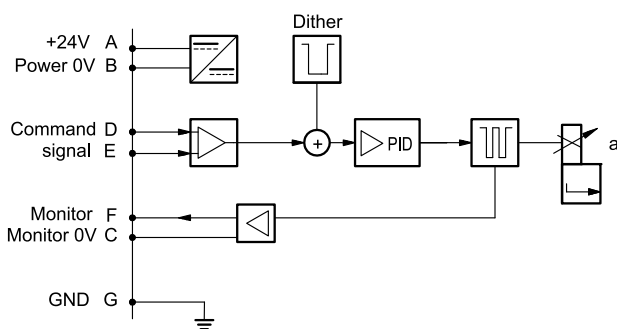 Dither
+24V A
Power 0V B
Command D
signal E
+
PID
a
Monitor F
Monitor 0V C
GND G